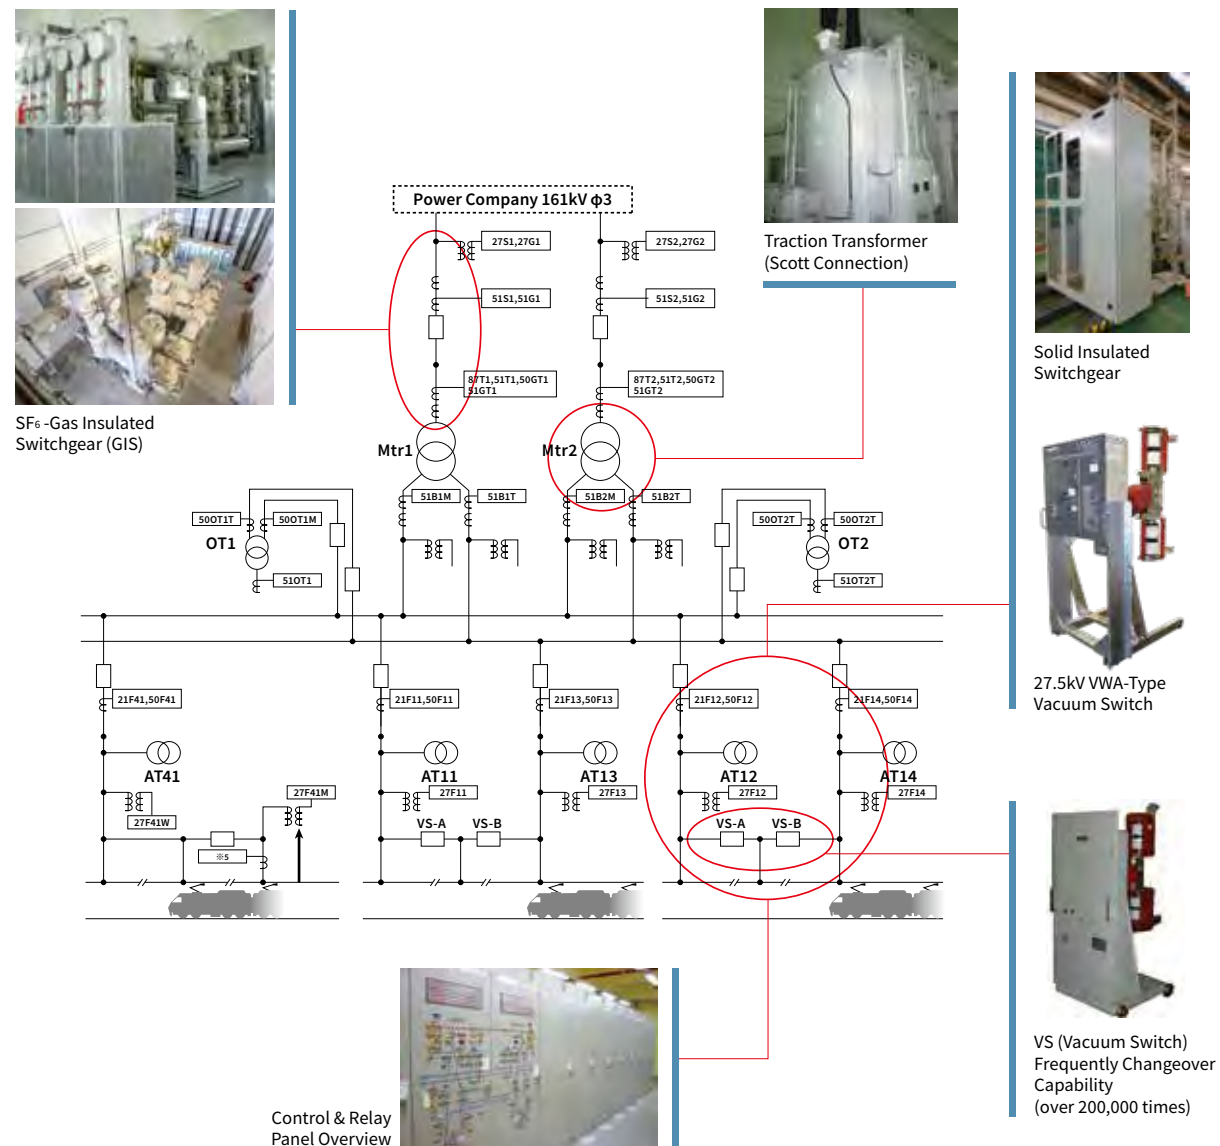 Power Company 161kV φ3
27S1,27G1
27S2,27G2
Traction Transformer
(Scott Connection)
51S1,51G1
51S2,51G2
Solid Insulated
Switchgear
87T1,51T1,50GT1
51GT1
87T2,51T2,50GT2
51GT2
SF6 -Gas Insulated
Switchgear (GIS)
Mtr1
Mtr2
51B1M
51B1T
51B2M
51B2T
50OT1T
50OT1M
50OT2T
50OT2T
OT1
OT2
51OT1
51OT2T
27.5kV VWA-Type
Vacuum Switch
21F41,50F41
21F11,50F11
21F13,50F13
21F12,50F12
21F14,50F14
AT41
AT11
AT13
AT12
AT14
27F41M
27F11
27F13
27F12
27F14
27F41W
VS-A
VS-B
VS-A
VS-B
※5
VS (Vacuum Switch)
Frequently Changeover
Capability
(over 200,000 times)
Control & Relay
Panel Overview